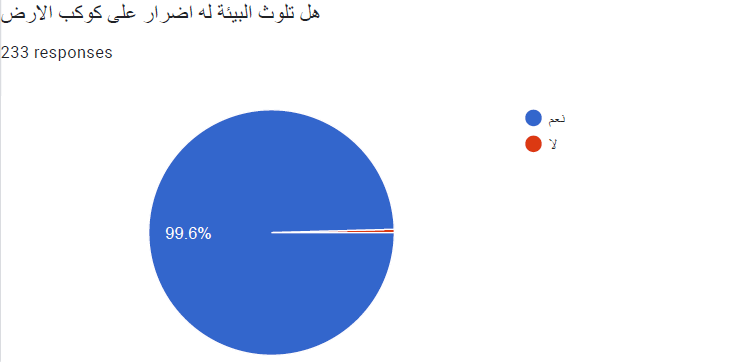 هل تلوث البيئة له اضرار على كوكب الارض
233 responses
نعم
لا
99.6%